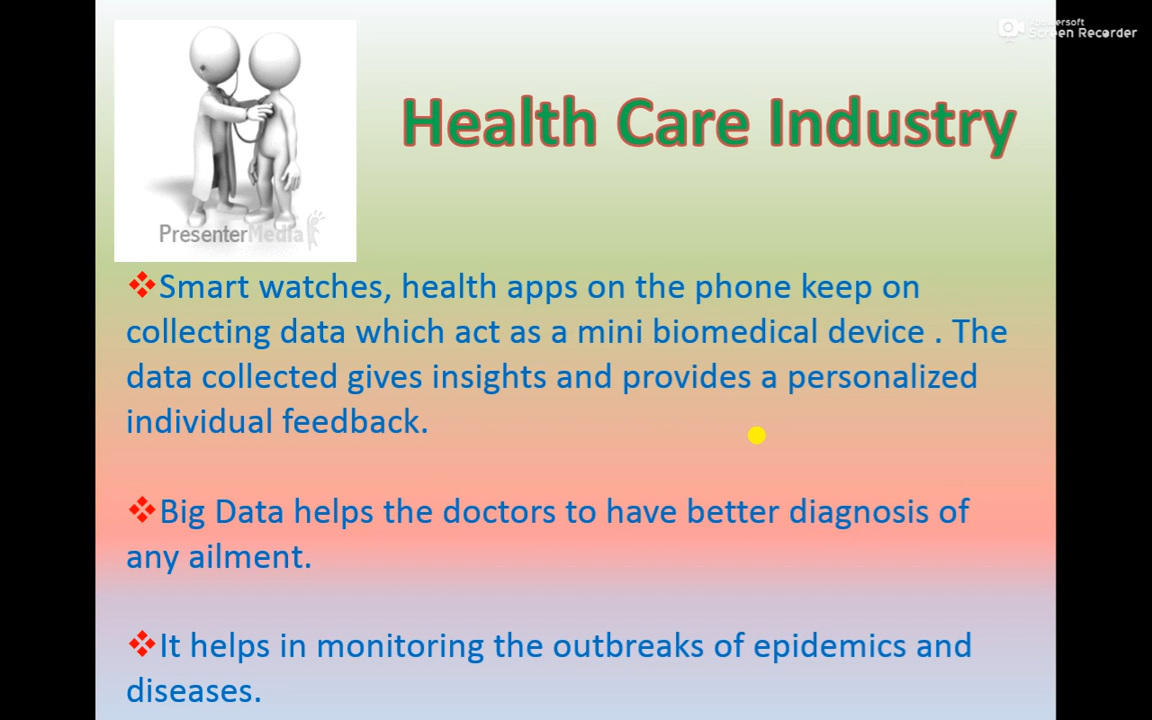 Apowersoft
Screen Recorder
Health Care Industry
PresenterMedia
❖Smart watches, health apps on the phone keep on
collecting data which act as a mini biomedical device . The
data collected gives insights and provides a personalized
individual feedback.
❖Big Data helps the doctors to have better diagnosis of
any ailment.
❖It helps in monitoring the outbreaks of epidemics and
diseases.